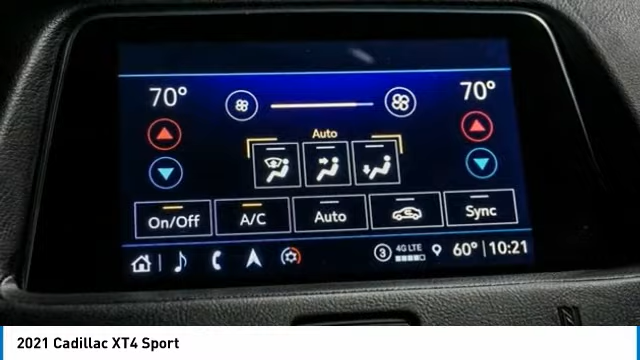 70° 70°
Auto
On/Off A/C Auto Sync
3 4G LTE 60° 10:21
2021 Cadillac XT4 Sport